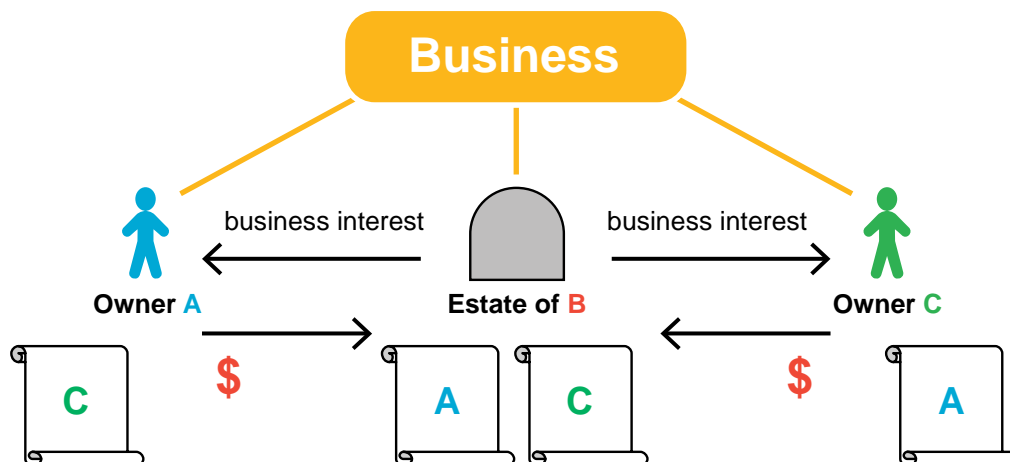 Business
business interest
business interest
Owner A
Estate of B
Owner C
$
$
C
A
C
A